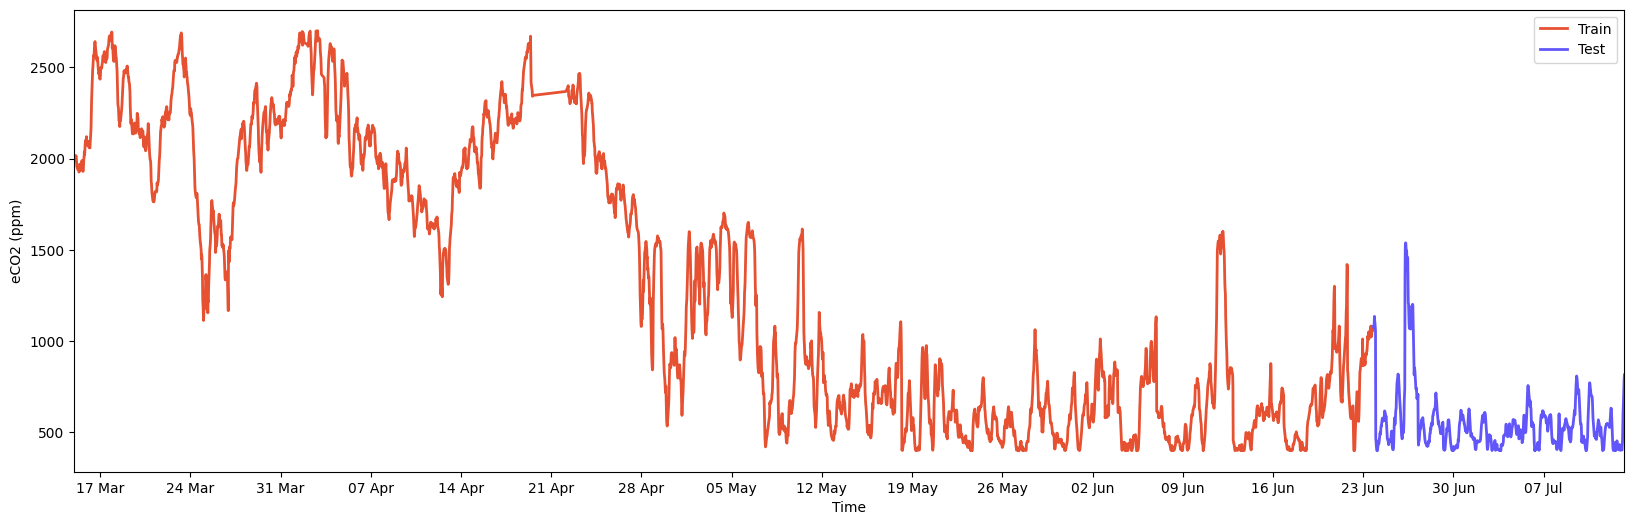 Train
Test
eCO2 (ppm)
2500
2000
1500
1000
500
17 Mar 24 Mar 31 Mar 07 Apr 14 Apr 21 Apr 28 Apr 05 May 12 May 19 May 26 May 02 Jun 09 Jun 16 Jun 23 Jun 30 Jun 07 Jul
Time